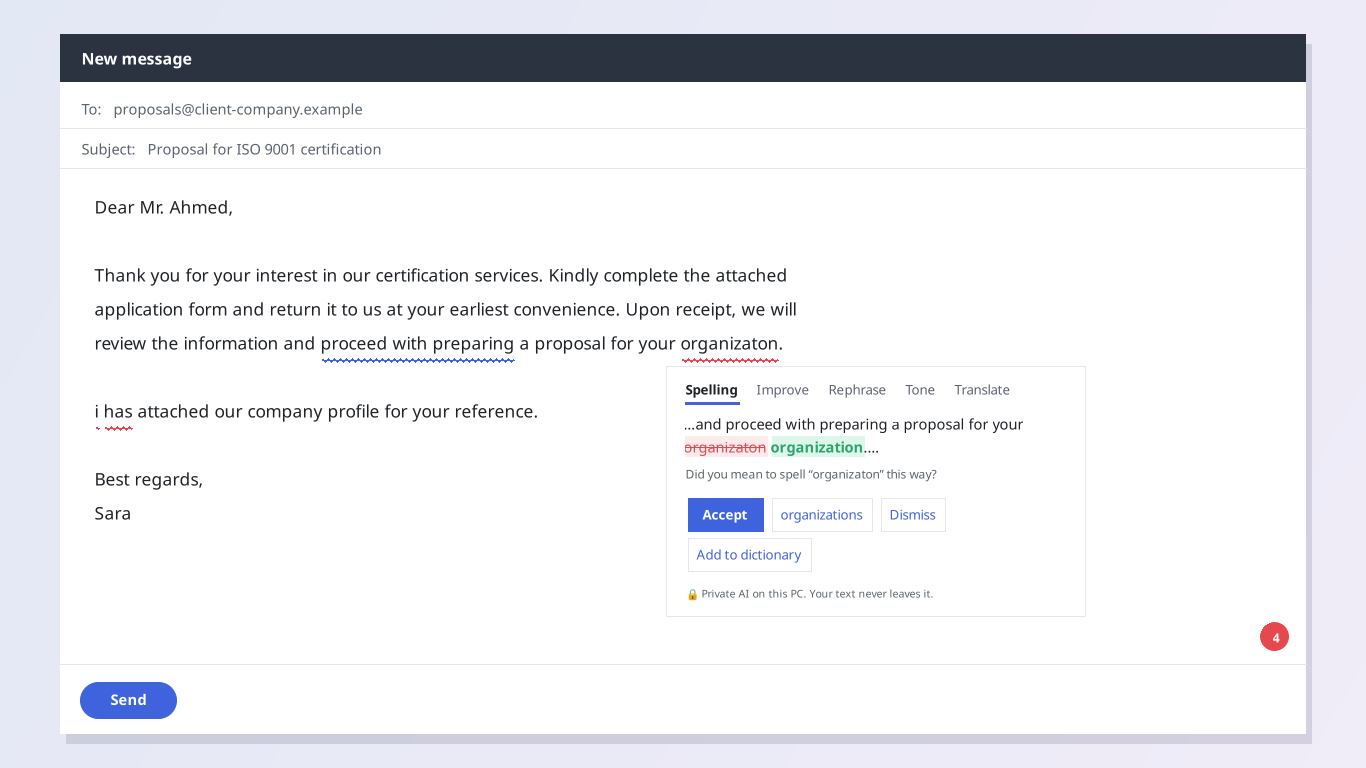 New message
To: proposals@client-company.example
Subject: Proposal for ISO 9001 certification
Dear Mr. Ahmed,
Thank you for your interest in our certification services. Kindly complete the attached
application form and return it to us at your earliest convenience. Upon receipt, we will
review the information and proceed with preparing a proposal for your organizaton.
i has attached our company profile for your reference.
Best regards,
Sara
Spelling Improve Rephrase Tone Translate
...and proceed with preparing a proposal for your
organizaton organization....
Did you mean to spell “organizaton” this way?
Accept organizations Dismiss
Add to dictionary
🔒 Private AI on this PC. Your text never leaves it.
4
Send